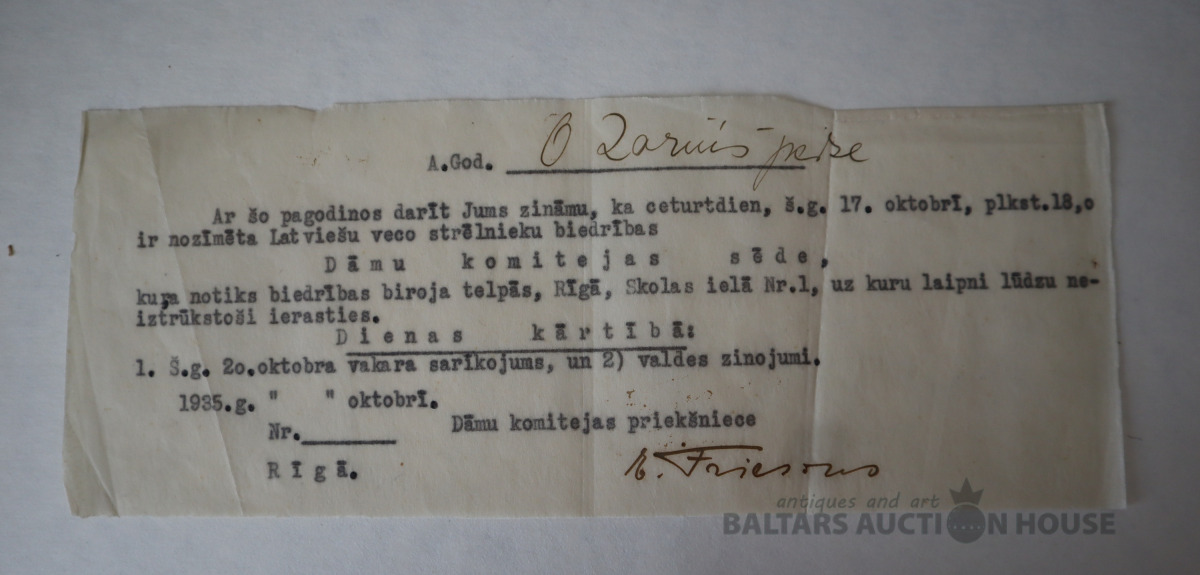 A.God. O Zariņš pkdze
Ar šo pagodinos darīt Jums zināmu, ka ceturtdien, š.g. 17. oktobrī, plkst.18,o
ir nozīmēta Latviešu veco strēlnieku biedrības
Dāmu komitejas sēde,
kuŗa notiks biedrības biroja telpās, Rīgā, Skolas ielā Nr.1, uz kuru laipni lūdzu ne-
iztrūkstoši ierasties.
Dienas kārtībā:
1. Š.g. 2o.oktobra vakara sarīkojums, un 2) valdes ziņojumi.
1935.g. " " oktobrī.
Dāmu komitejas priekšniece
Nr.
Rīgā.
antiques and art
BALTARS AUCTION HOUSE